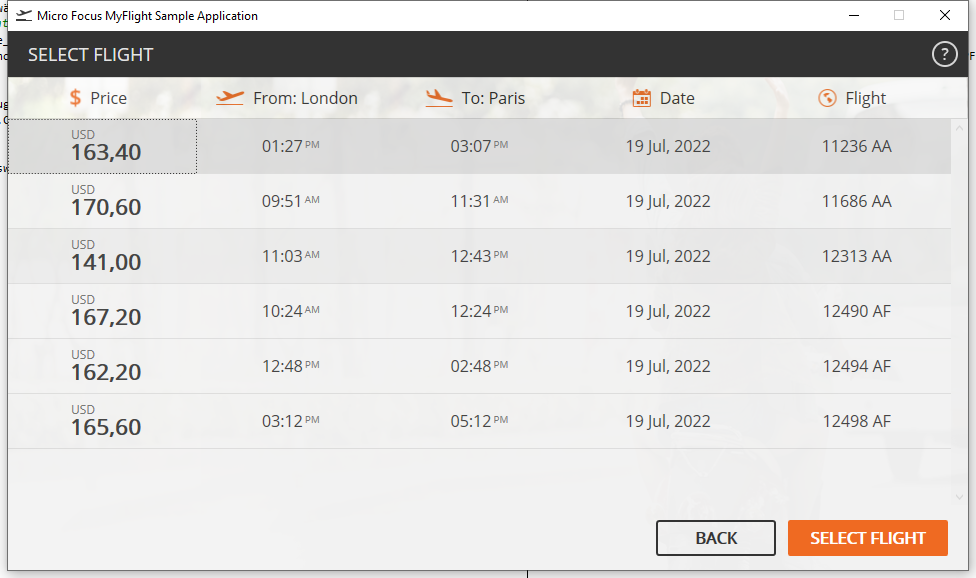 Micro Focus MyFlight Sample Application
SELECT FLIGHT ?
$ Price From: London To: Paris Date Flight
USD
163,40 01:27 PM 03:07 PM 19 Jul, 2022 11236 AA
USD
170,60 09:51 AM 11:31 AM 19 Jul, 2022 11686 AA
USD
141,00 11:03 AM 12:43 PM 19 Jul, 2022 12313 AA
USD
167,20 10:24 AM 12:24 PM 19 Jul, 2022 12490 AF
USD
162,20 12:48 PM 02:48 PM 19 Jul, 2022 12494 AF
USD
165,60 03:12 PM 05:12 PM 19 Jul, 2022 12498 AF
BACK SELECT FLIGHT